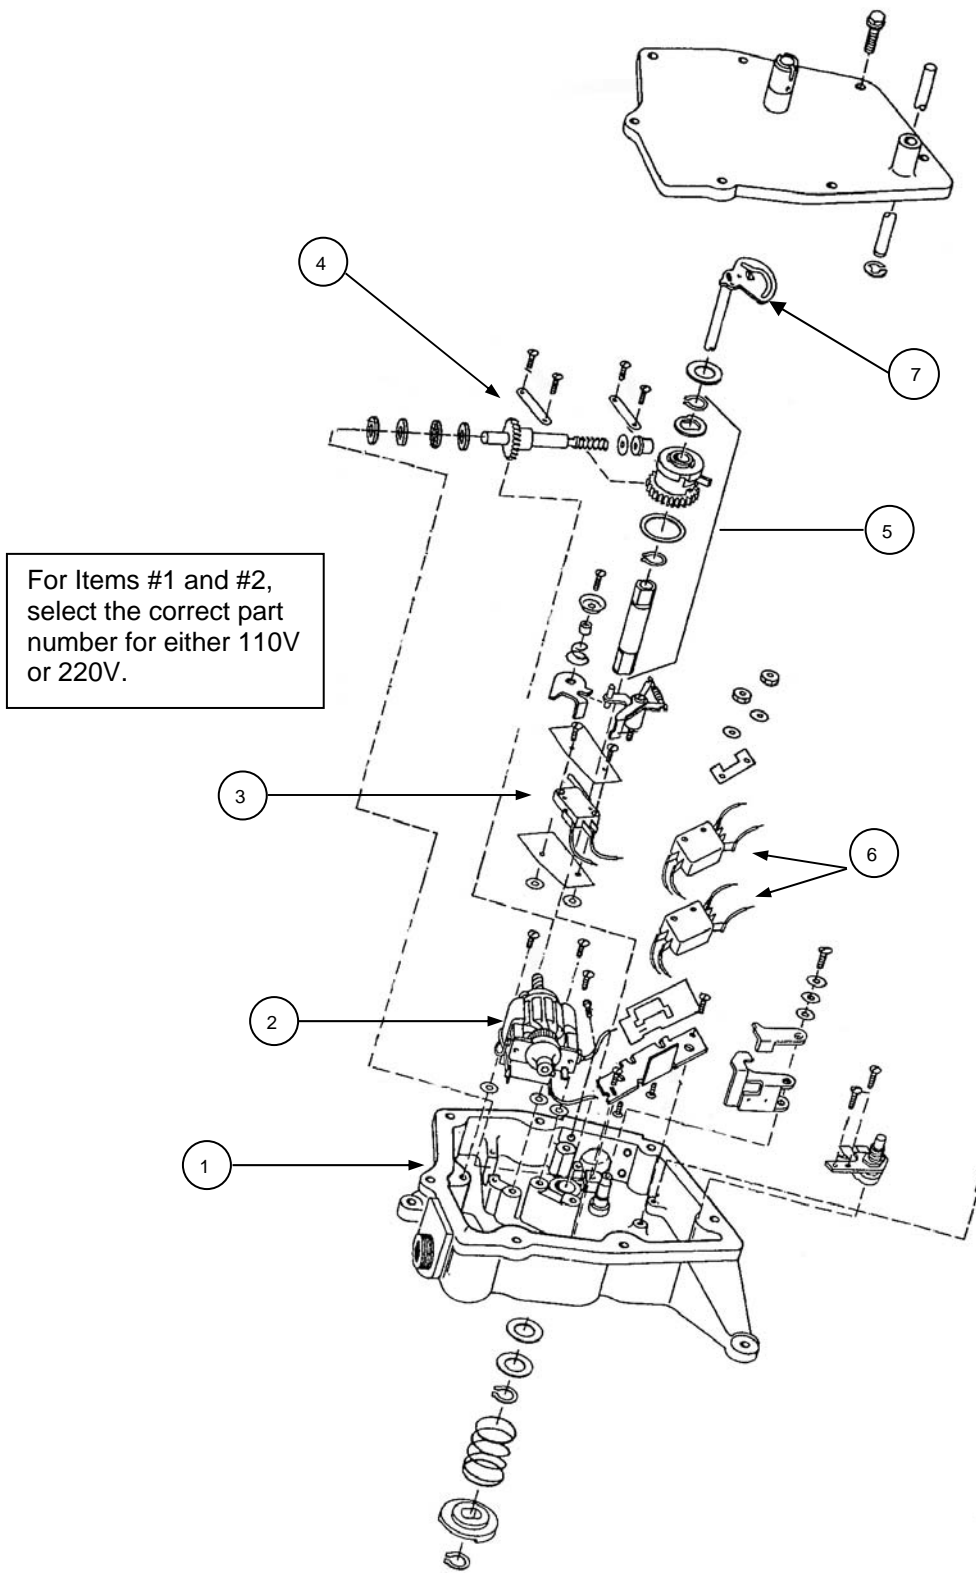 4
7
5
For Items #1 and #2,
select the correct part
number for either 110V
or 220V.
3
6
2
1